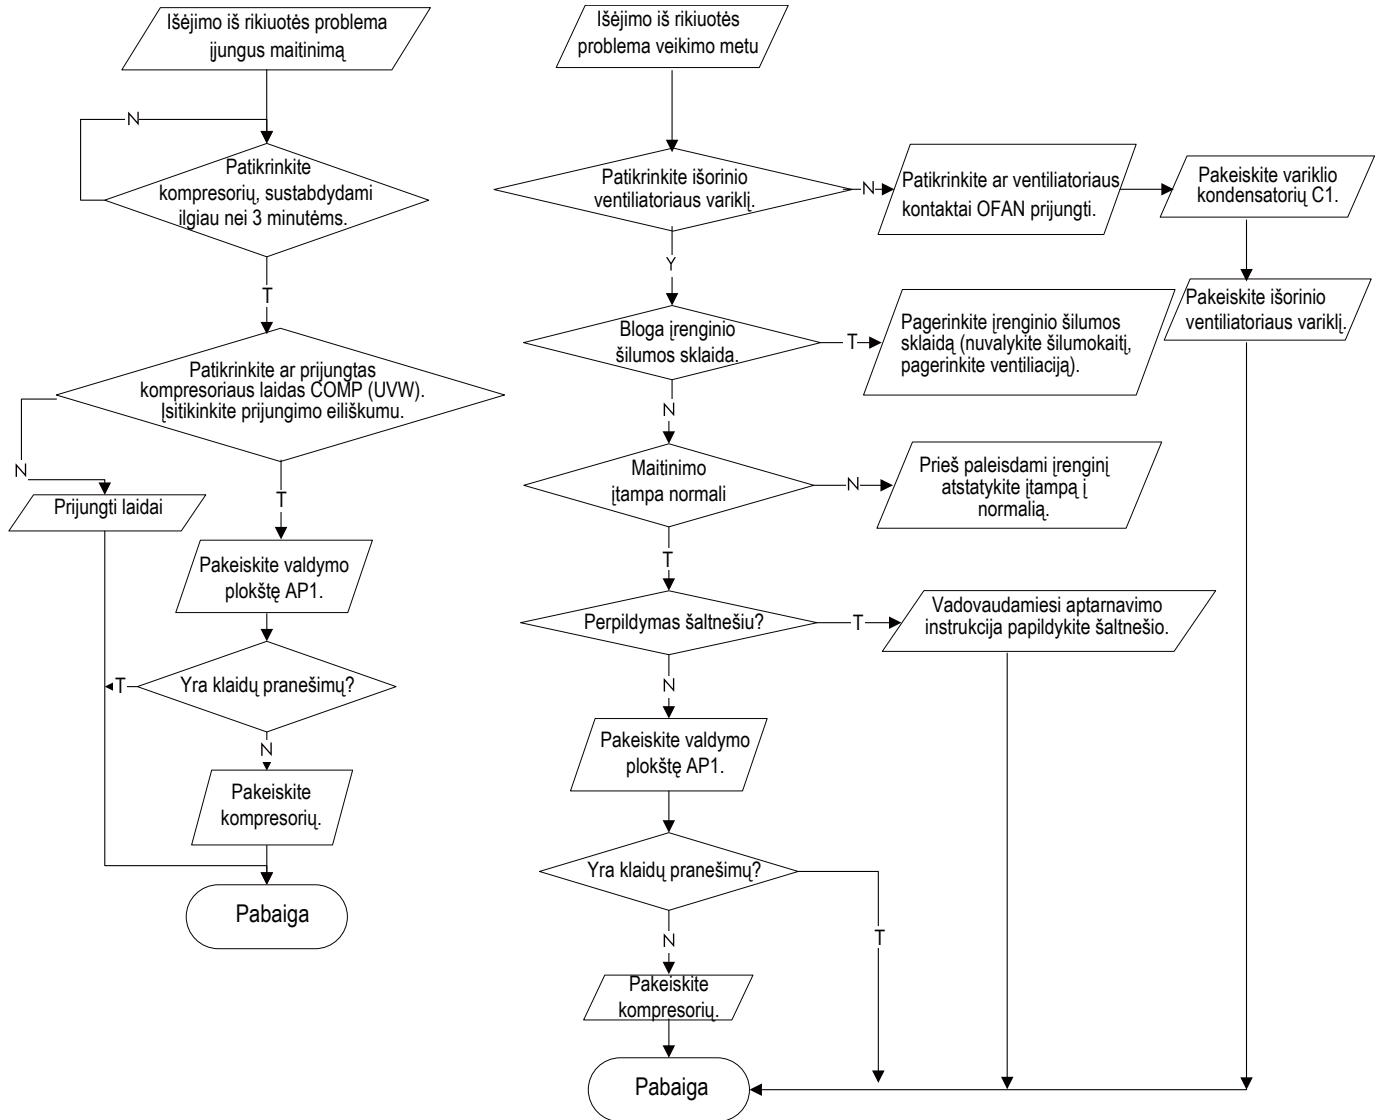 Išėjimo iš rikiuotės problema
įjungus maitinimą
N
Patikrinkite
kompresorių, sustabdydami
ilgiau nei 3 minutėms.
T
Patikrinkite ar prijungtas
kompresoriaus laidas COMP (UVW).
Įsitikinkite prijungimo eiliškumu.
N
Prijungti laidai
T
Pakeiskite valdymo
plokštę AP1.
Yra klaidų pranešimų?
T
N
Pakeiskite
kompresorių.
Pabaiga
Išėjimo iš rikiuotės
problema veikimo metu
Patikrinkite išorinio
ventiliatoriaus variklį.
N
Patikrinkite ar ventiliatoriaus
kontaktai OFAN prijungti.
Pakeiskite variklio
kondensatorių C1.
Pakeiskite išorinio
ventiliatoriaus variklį.
Y
Bloga įrenginio
šilumos sklaida.
T
Pagerinkite įrenginio šilumos
sklaidą (nuvalykite šilumokaitį,
pagerinkite ventiliaciją).
N
Maitinimo
įtampa normali
N
Prieš paleisdami įrenginį
atstatykite įtampą į
normalią.
T
Perpildymas šaltnešiu?
T
Vadovaudamiesi aptarnavimo
instrukcija papildykite šaltnešio.
N
Pakeiskite valdymo
plokštę AP1.
Yra klaidų pranešimų?
T
N
Pakeiskite
kompresorių.
Pabaiga